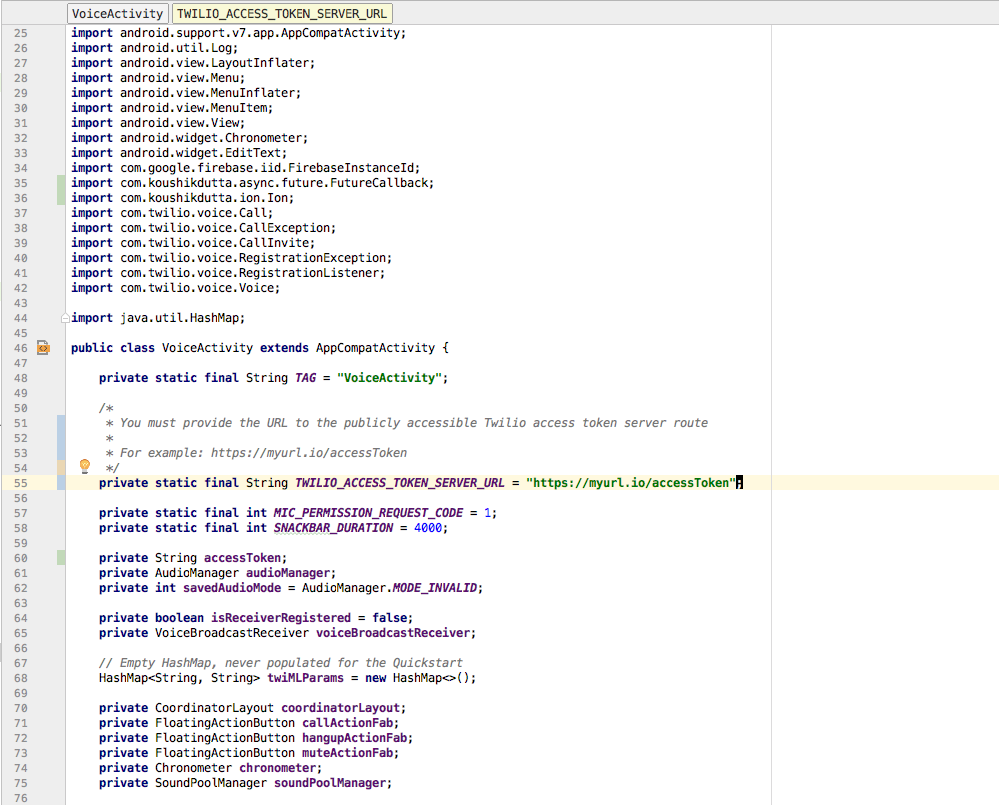 VoiceActivity TWILIO_ACCESS_TOKEN_SERVER_URL
25 import android.support.v7.app.AppCompatActivity;
26 import android.util.Log;
27 import android.view.LayoutInflater;
28 import android.view.Menu;
29 import android.view.MenuInflater;
30 import android.view.MenuItem;
31 import android.view.View;
32 import android.widget.Chronometer;
33 import android.widget.EditText;
34 import com.google.firebase.iid.FirebaseInstanceId;
35 import com.koushikdutta.async.future.FutureCallback;
36 import com.koushikdutta.ion.Ion;
37 import com.twilio.voice.Call;
38 import com.twilio.voice.CallException;
39 import com.twilio.voice.CallInvite;
40 import com.twilio.voice.RegistrationException;
41 import com.twilio.voice.RegistrationListener;
42 import com.twilio.voice.Voice;
43
44 import java.util.HashMap;
45
46 public class VoiceActivity extends AppCompatActivity {
47
48 private static final String TAG = "VoiceActivity";
49
50 /*
51 * You must provide the URL to the publicly accessible Twilio access token server route
52 *
53 * For example: https://myurl.io/accessToken
54 */
55 private static final String TWILIO_ACCESS_TOKEN_SERVER_URL = "https://myurl.io/accessToken";
56
57 private static final int MIC_PERMISSION_REQUEST_CODE = 1;
58 private static final int SNACKBAR_DURATION = 4000;
59
60 private String accessToken;
61 private AudioManager audioManager;
62 private int savedAudioMode = AudioManager.MODE_INVALID;
63
64 private boolean isReceiverRegistered = false;
65 private VoiceBroadcastReceiver voiceBroadcastReceiver;
66
67 // Empty HashMap, never populated for the Quickstart
68 HashMap<String, String> twiMLParams = new HashMap<>();
69
70 private CoordinatorLayout coordinatorLayout;
71 private FloatingActionButton callActionFab;
72 private FloatingActionButton hangupActionFab;
73 private FloatingActionButton muteActionFab;
74 private Chronometer chronometer;
75 private SoundPoolManager soundPoolManager;
76